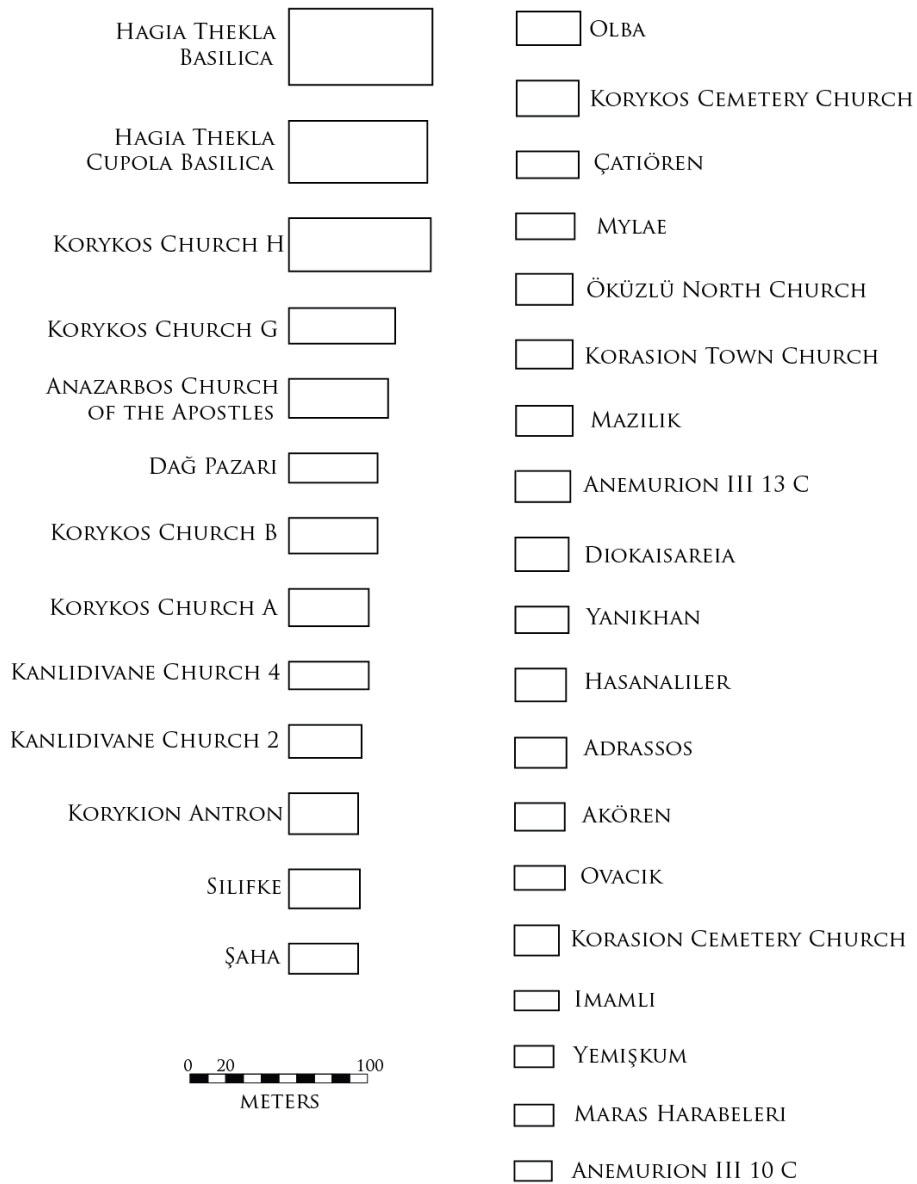 Hagia Thekla
Basilica
Hagia Thekla
Cupola Basilica
Korykos Church H
Korykos Church G
Anazarbos Church
of the Apostles
Dağ Pazarı
Korykos Church B
Korykos Church A
Kanlidivane Church 4
Kanlidivane Church 2
Korykion Antron
Silifke
Şaha
0 20 100
METERS
Olba
Korykos Cemetery Church
Çatiören
Mylae
Öküzlü North Church
Korasion Town Church
Mazilik
Anemurion III 13 C
Diokaisareia
Yanikhan
Hasanaliler
Adrassos
Akören
Ovacik
Korasion Cemetery Church
Imamli
Yemişkum
Maras Harabeleri
Anemurion III 10 C